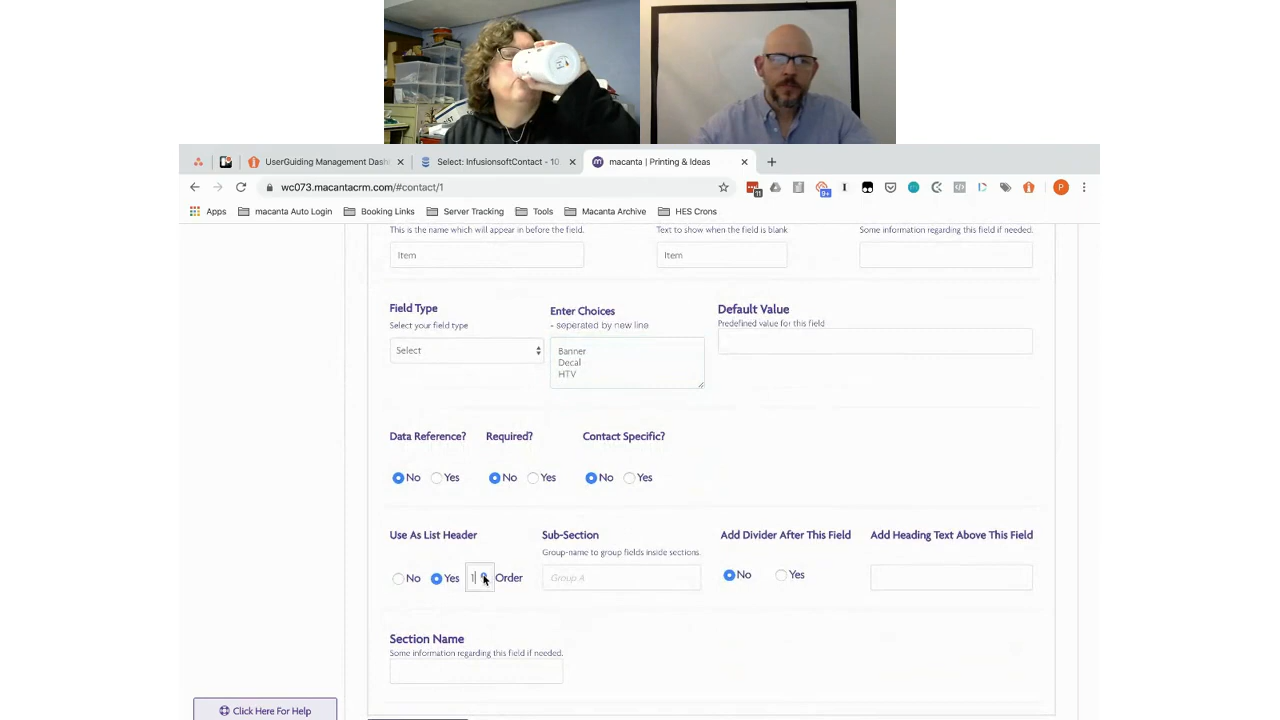 UserGuiding Management Dash
Select: InfusionsoftContact - 10
macanta | Printing & Ideas
wc073.macantacrm.com/#contact/1
11
9+
P
Apps
macanta Auto Login
Booking Links
Server Tracking
Tools
Macanta Archive
HES Crons
This is the name which will appear in before the field.
Text to show when the field is blank
Some information regarding this field if needed.
Item
Item
Field Type
Select your field type
Select
Enter Choices
- seperated by new line
Banner
Decal
HTV
Default Value
Predefined value for this field
Data Reference?
Required?
Contact Specific?
No Yes
No Yes
No Yes
Use As List Header
Sub-Section
Group-name to group fields inside sections.
Add Divider After This Field
Add Heading Text Above This Field
No Yes
1
Order
Group A
No Yes
Section Name
Some information regarding this field if needed.
Click Here For Help